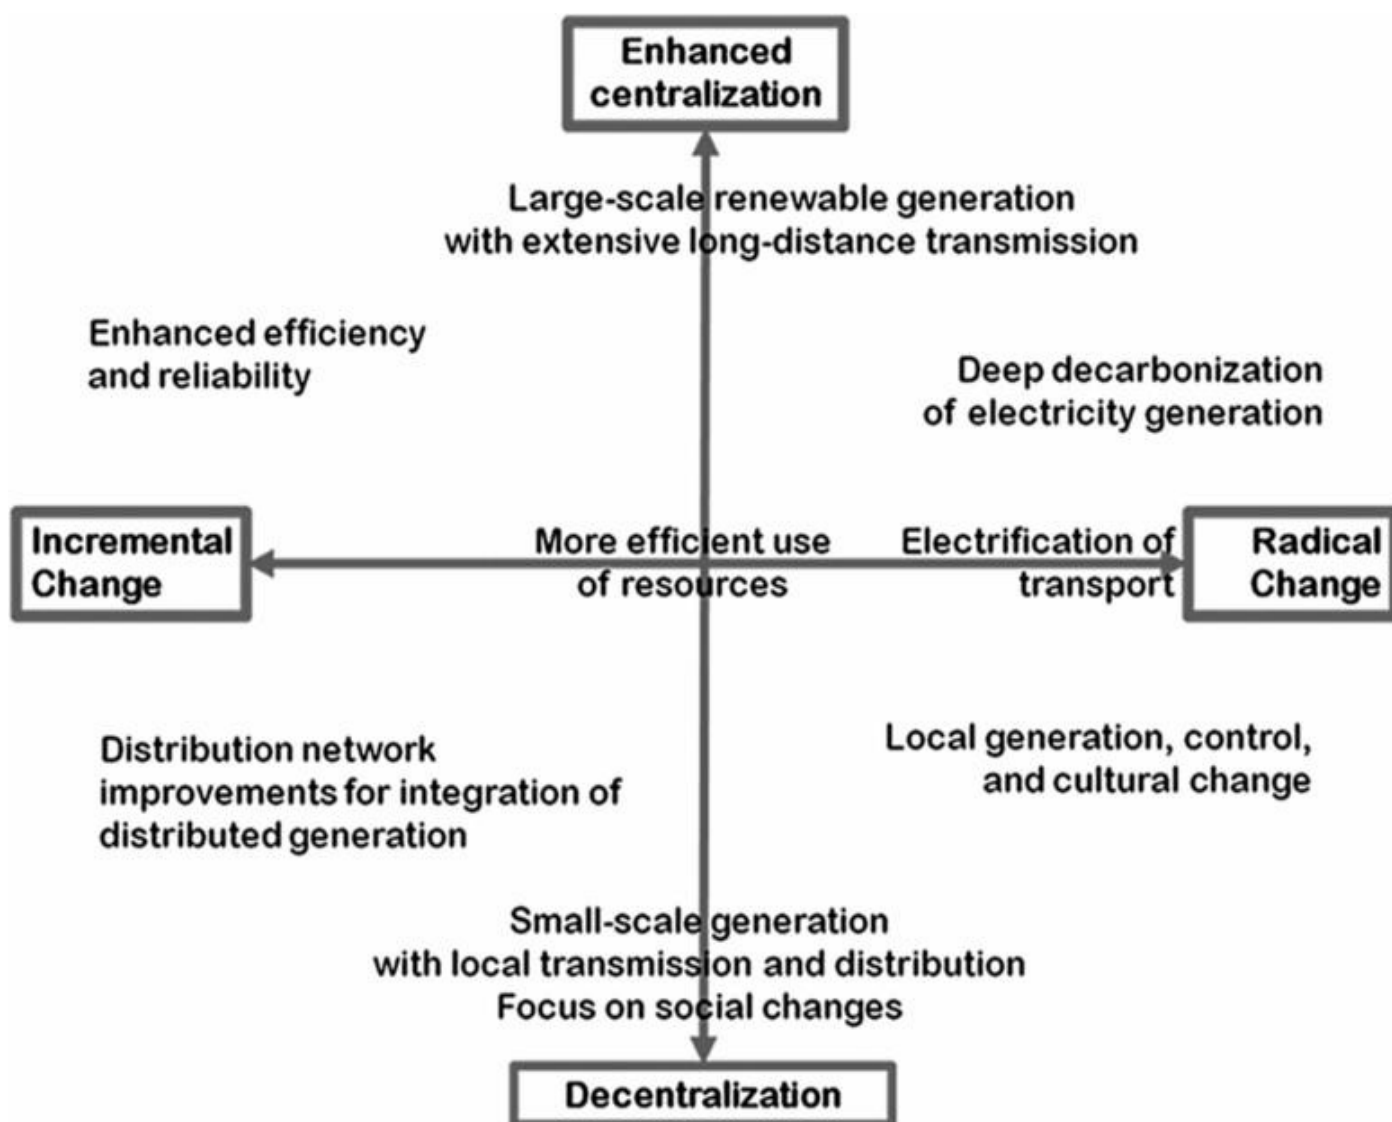 Enhanced
centralization
Large-scale renewable generation
with extensive long-distance transmission
Enhanced efficiency
and reliability
Deep decarbonization
of electricity generation
Incremental
Change
More efficient use
of resources
Electrification of
transport
Radical
Change
Distribution network
improvements for integration of
distributed generation
Local generation, control,
and cultural change
Small-scale generation
with local transmission and distribution
Focus on social changes
Decentralization